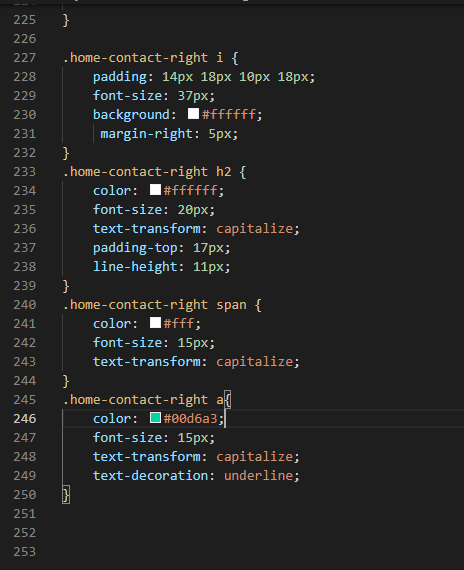 225 }
226
227 .home-contact-right i {
228     padding: 14px 18px 10px 18px;
229     font-size: 37px;
230     background: #ffffff;
231      margin-right: 5px;
232 }
233 .home-contact-right h2 {
234     color: #ffffff;
235     font-size: 20px;
236     text-transform: capitalize;
237     padding-top: 17px;
238     line-height: 11px;
239 }
240 .home-contact-right span {
241     color: #fff;
242     font-size: 15px;
243     text-transform: capitalize;
244 }
245 .home-contact-right a{
246     color: #00d6a3;
247     font-size: 15px;
248     text-transform: capitalize;
249     text-decoration: underline;
250 }
251
252
253